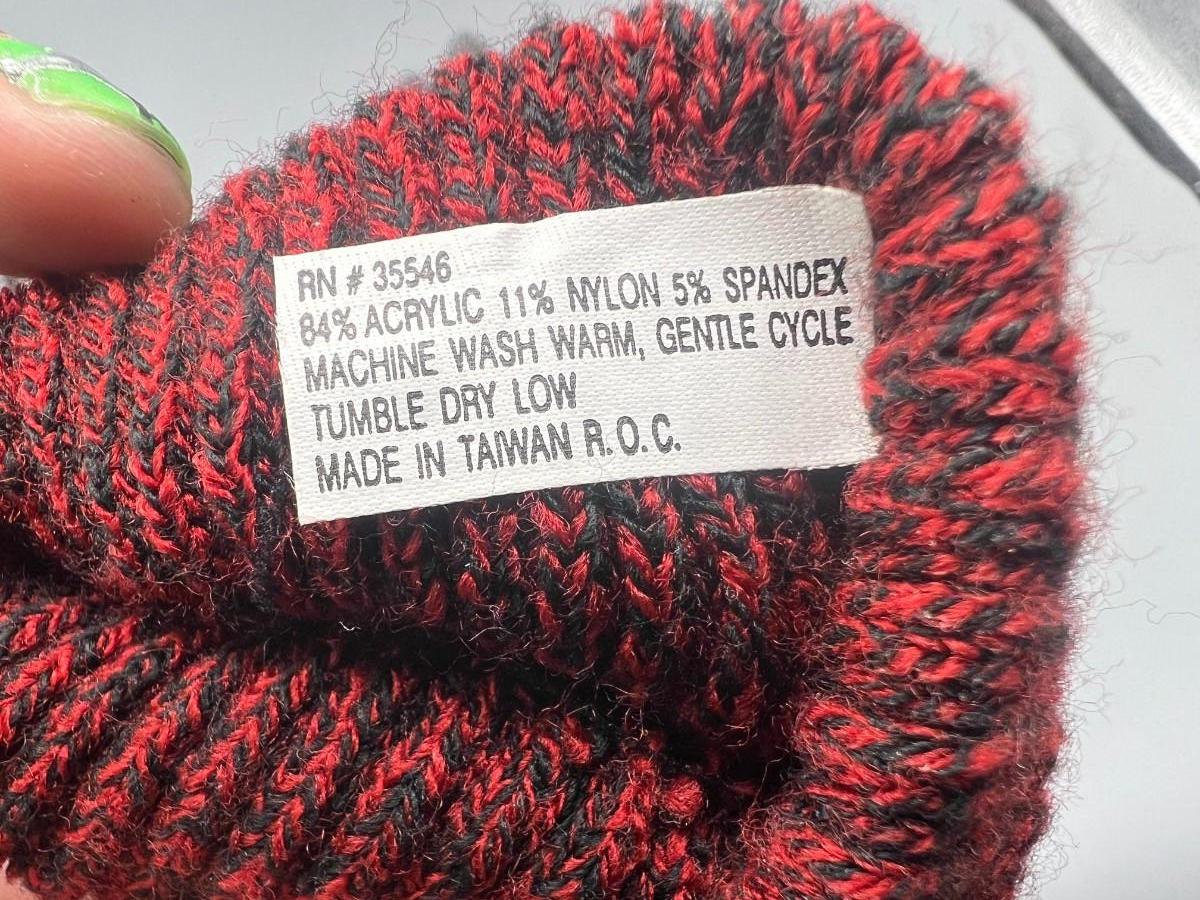 RN # 35546
84% ACRYLIC 11% NYLON 5% SPANDEX
MACHINE WASH WARM, GENTLE CYCLE
TUMBLE DRY LOW
MADE IN TAIWAN R.O.C.